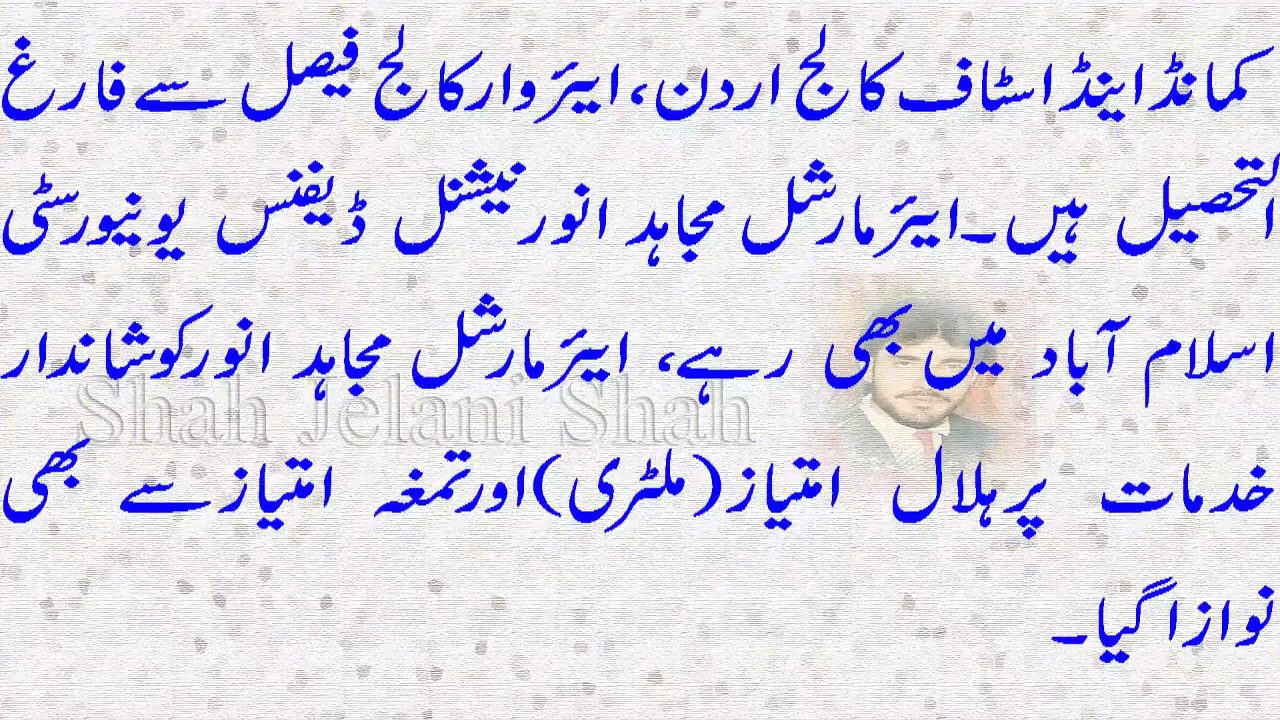 کمانڈ اینڈ اسٹاف کالج اردن، ایئر وار کالج فیصل سے فارغ
التحصیل ہیں۔ ایئر مارشل مجاہد انور نیشنل ڈیفنس یونیورسٹی
اسلام آباد میں بھی رہے، ایئر مارشل مجاہد انور کو شاندار
Shah Jelani Shah
خدمات پر ہلال امتیاز (ملٹری) اور تمغہ امتیاز سے بھی
نوازا گیا۔